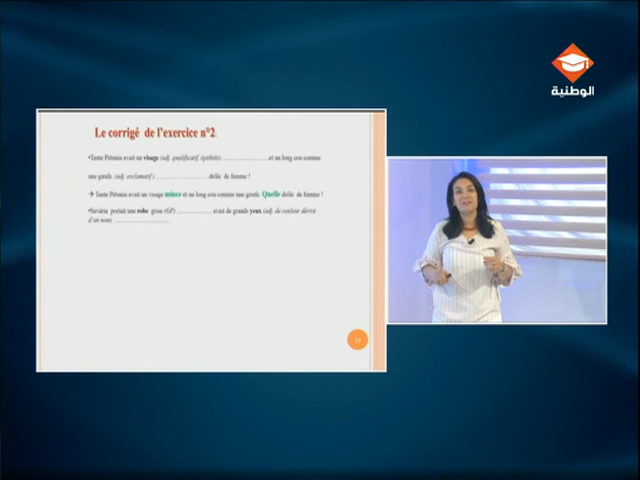 الوطنية
Le corrigé de l'exercice n°2
•Tante Pétunia avait un visage (adj. qualificatif, épithète) ........................ et un long cou comme
une girafe (adj. exclamatif ) ............................ drôle de femme !
➔ Tante Pétunia avait un visage mince et un long cou comme une girafe. Quelle drôle de femme !
portait une robe grise (GP) .................. avait de grands yeux (adj. de couleur dérivé
d'un nom) ..............................